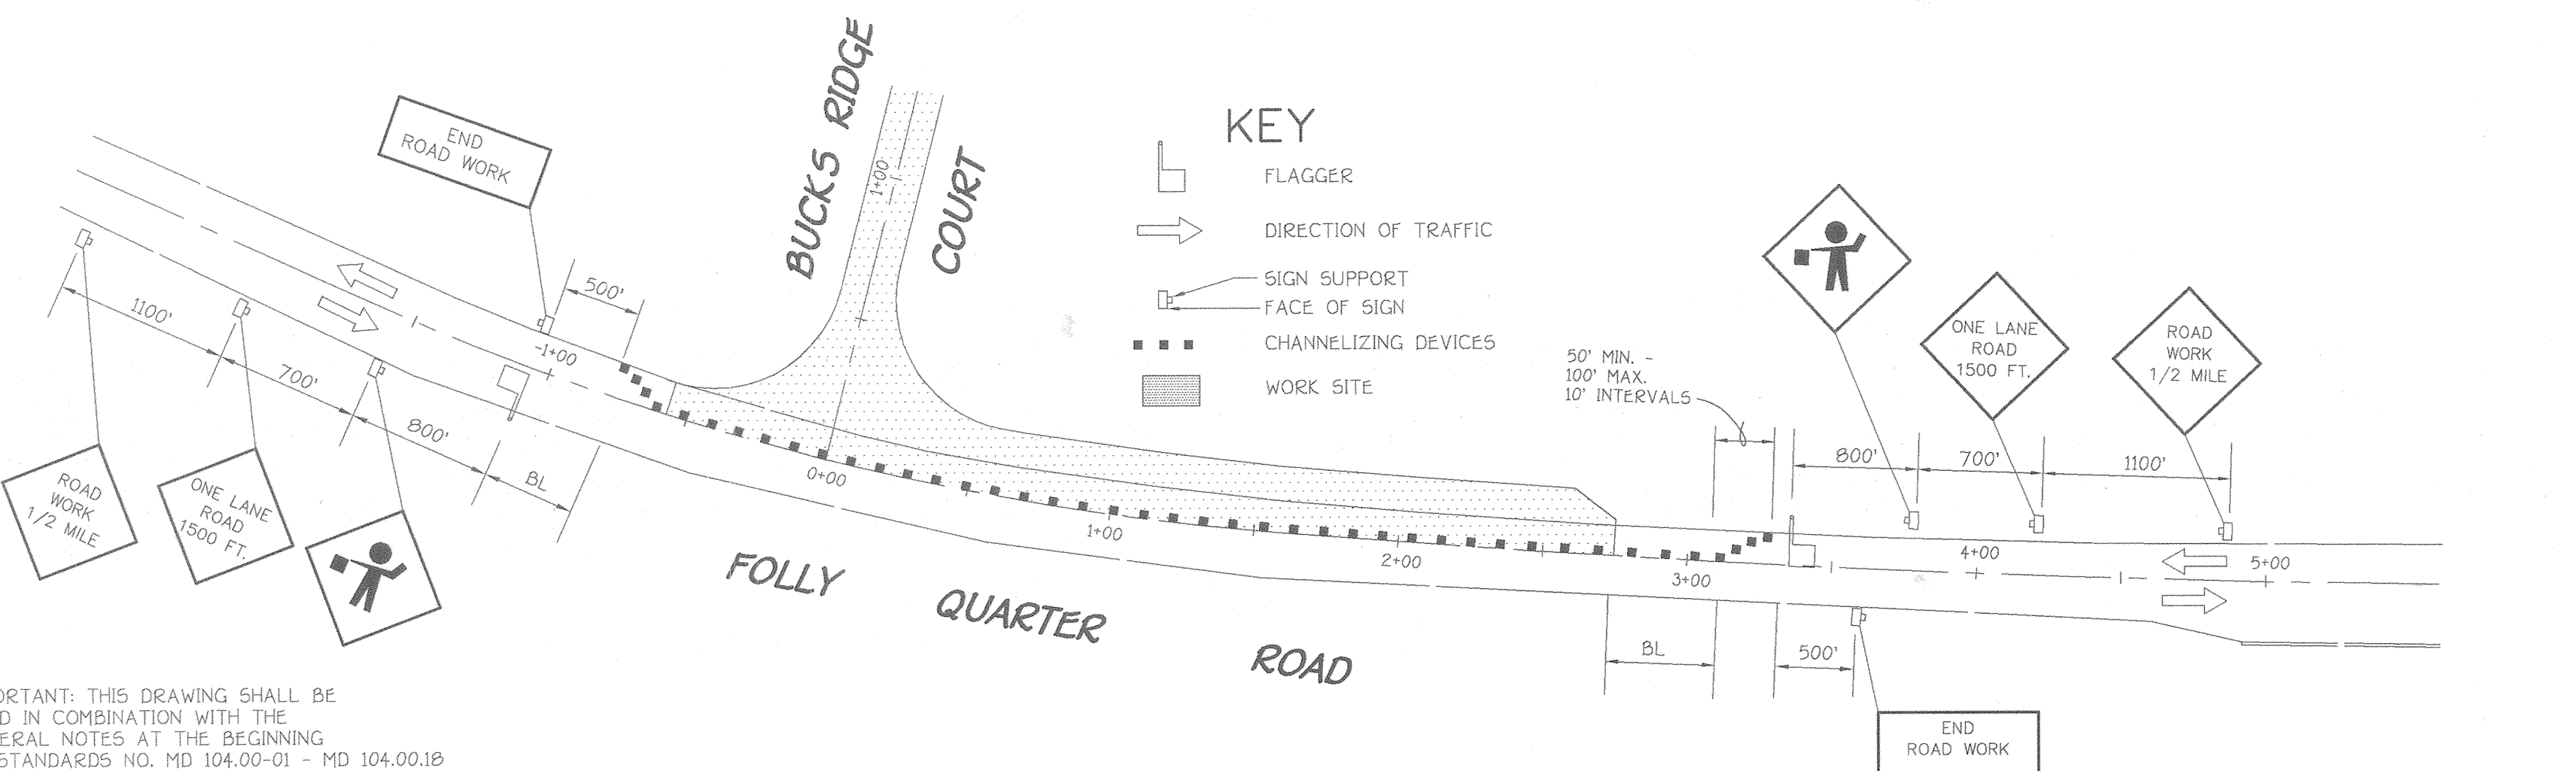 BUCKS RIDGE
COURT
1+00
KEY
FLAGGER
DIRECTION OF TRAFFIC
SIGN SUPPORT
FACE OF SIGN
CHANNELIZING DEVICES
WORK SITE
END
ROAD WORK
500'
1100'
700'
800'
BL
-1+00
0+00
1+00
2+00
3+00
4+00
5+00
50' MIN. -
100' MAX.
10' INTERVALS
800'
700'
1100'
ONE LANE
ROAD
1500 FT.
ROAD
WORK
1/2 MILE
ROAD
WORK
1/2 MILE
ONE LANE
ROAD
1500 FT.
FOLLY QUARTER ROAD
BL
500'
END
ROAD WORK
ORTANT: THIS DRAWING SHALL BE
D IN COMBINATION WITH THE
ERAL NOTES AT THE BEGINNING
STANDARDS NO. MD 104.00-01 - MD 104.00.18